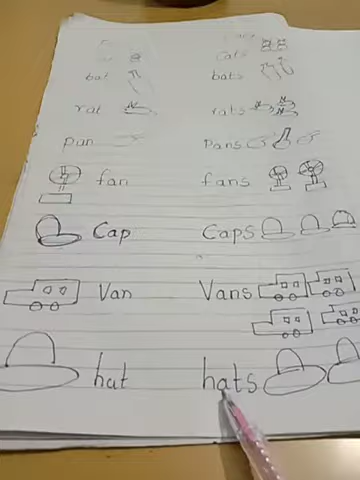 cats
bat bats
rat rats
pan pans
fan fans
Cap Caps
Van Vans
hat hats